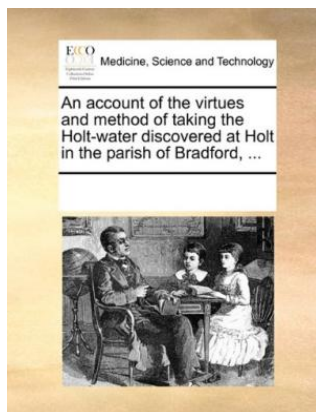 ECCO
Medicine, Science and Technology
An account of the virtues
and method of taking the
Holt-water discovered at Holt
in the parish of Bradford, ...